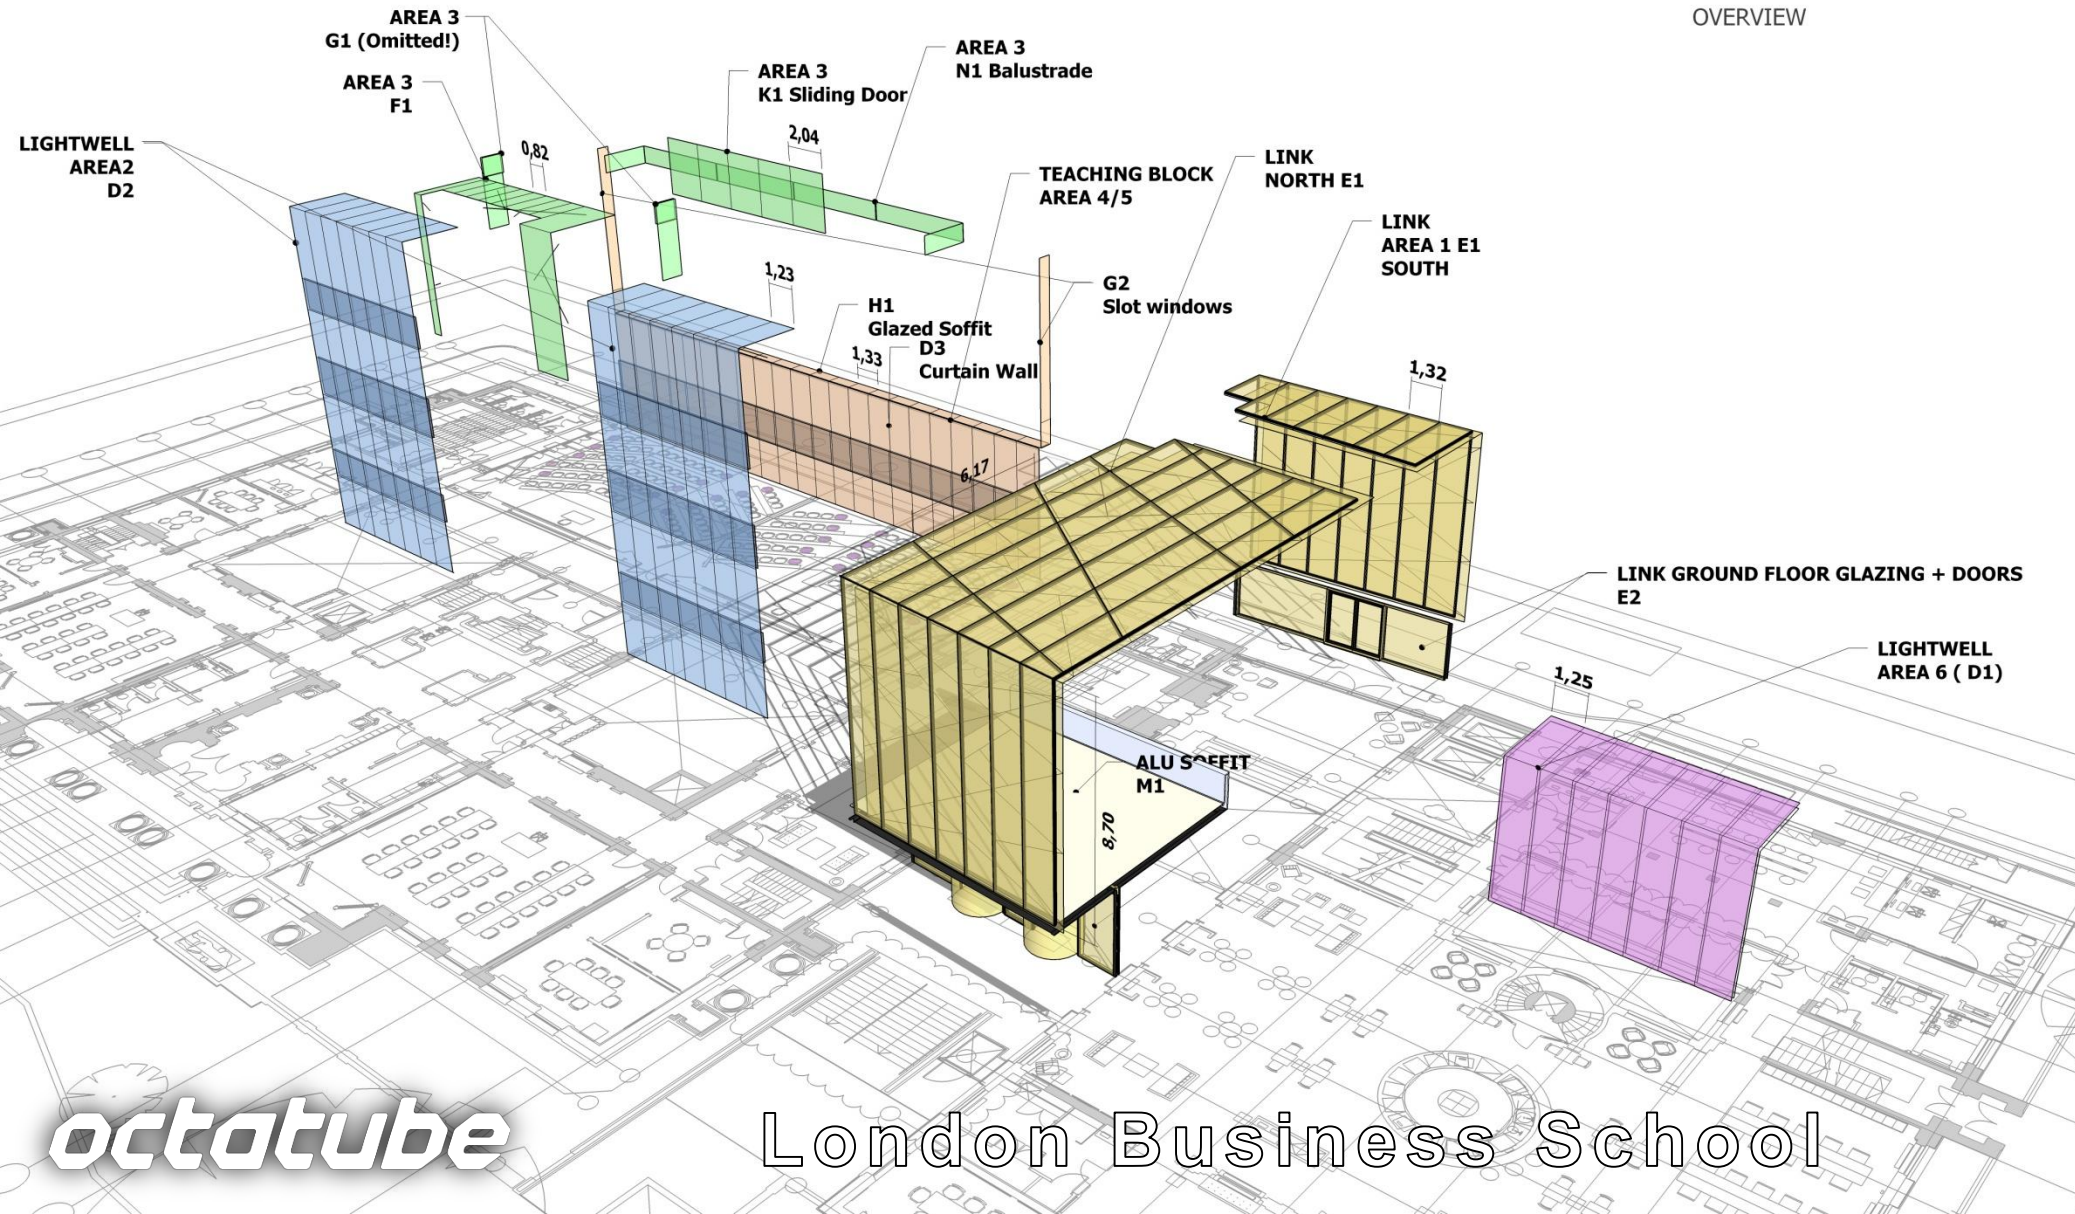 OVERVIEW
AREA 3
G1 (Omitted!)
AREA 3
F1
AREA 3
K1 Sliding Door
AREA 3
N1 Balustrade
LIGHTWELL
AREA2
D2
0,82
2,04
TEACHING BLOCK
AREA 4/5
LINK
NORTH E1
LINK
AREA 1 E1
SOUTH
1,23
G2
Slot windows
H1
Glazed Soffit
1,33
D3
Curtain Wall
1,32
6,17
LINK GROUND FLOOR GLAZING + DOORS
E2
LIGHTWELL
AREA 6 ( D1)
1,25
ALU SOFFIT
M1
8,70
octatube
London Business School